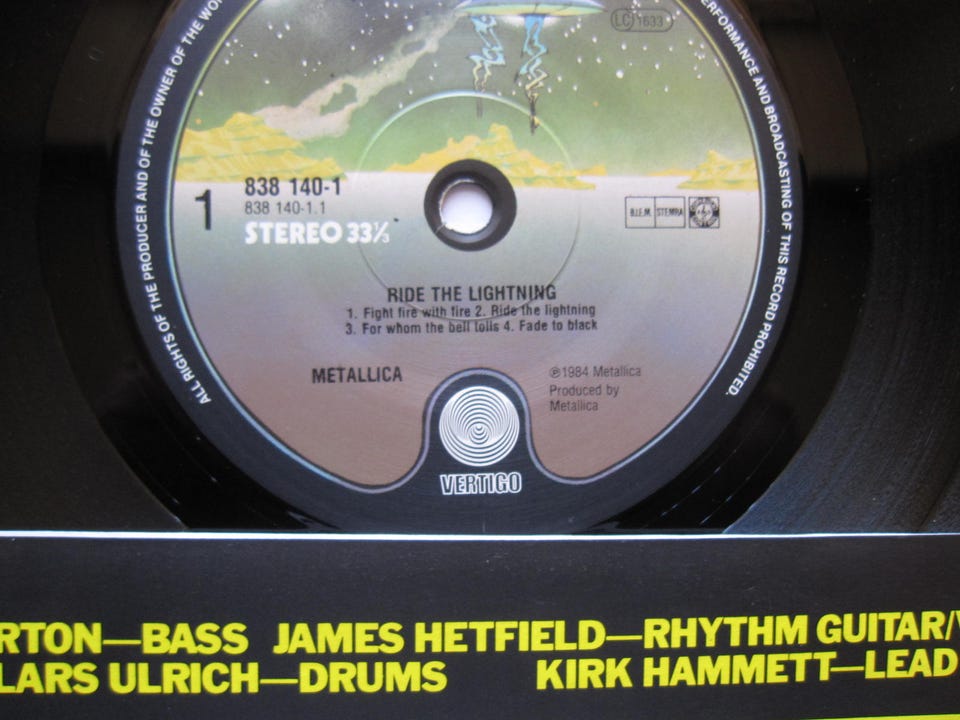 ALL RIGHTS OF THE PRODUCER AND OF THE OWNER OF THE WO
PERFORMANCE AND BROADCASTING OF THIS RECORD PROHIBITED.
LC 1633
1
838 140-1
838 140-1.1
STEREO 33⅓
B.I.E.M. STEMRA
RIDE THE LIGHTNING
1. Fight fire with fire 2. Ride the lightning
3. For whom the bell tolls 4. Fade to black
METALLICA
℗1984 Metallica
Produced by
Metallica
VERTIGO
RTON—BASS JAMES HETFIELD—RHYTHM GUITAR/
LARS ULRICH—DRUMS KIRK HAMMETT—LEAD